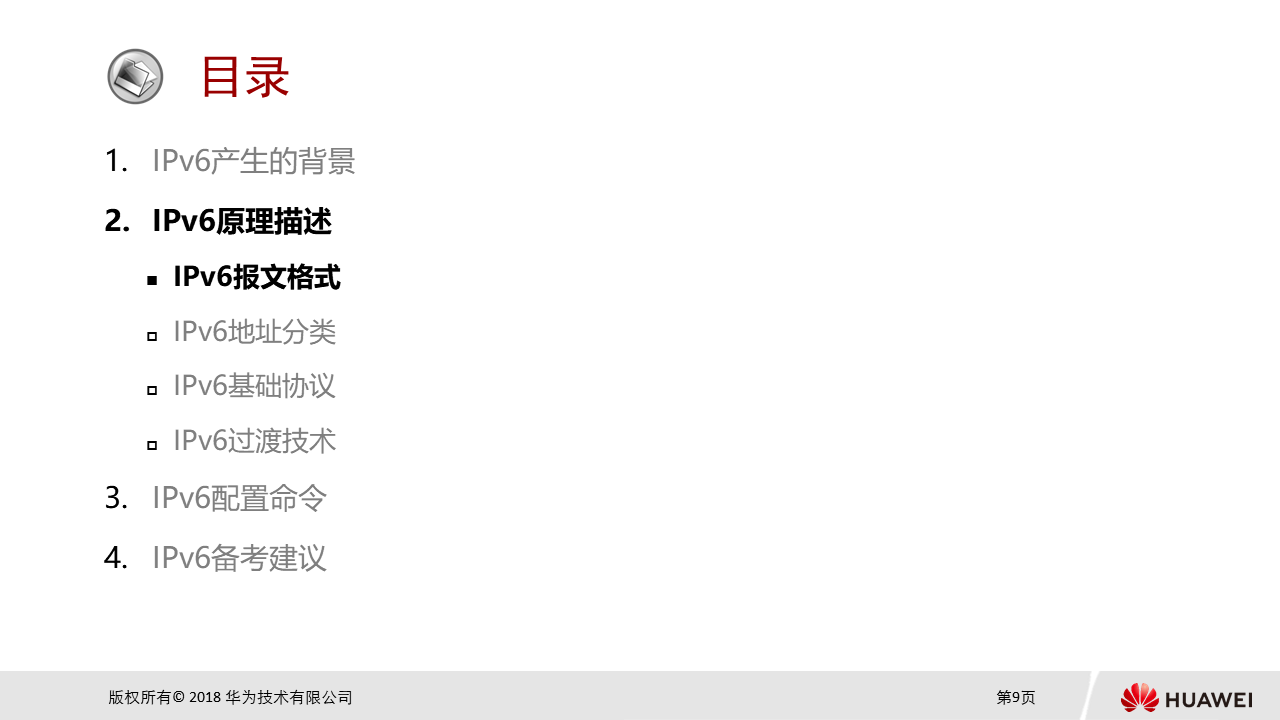 目录
1. IPv6产生的背景
2. IPv6原理描述
IPv6报文格式
IPv6地址分类
IPv6基础协议
IPv6过渡技术
3. IPv6配置命令
4. IPv6备考建议
版权所有© 2018 华为技术有限公司
第9页
HUAWEI